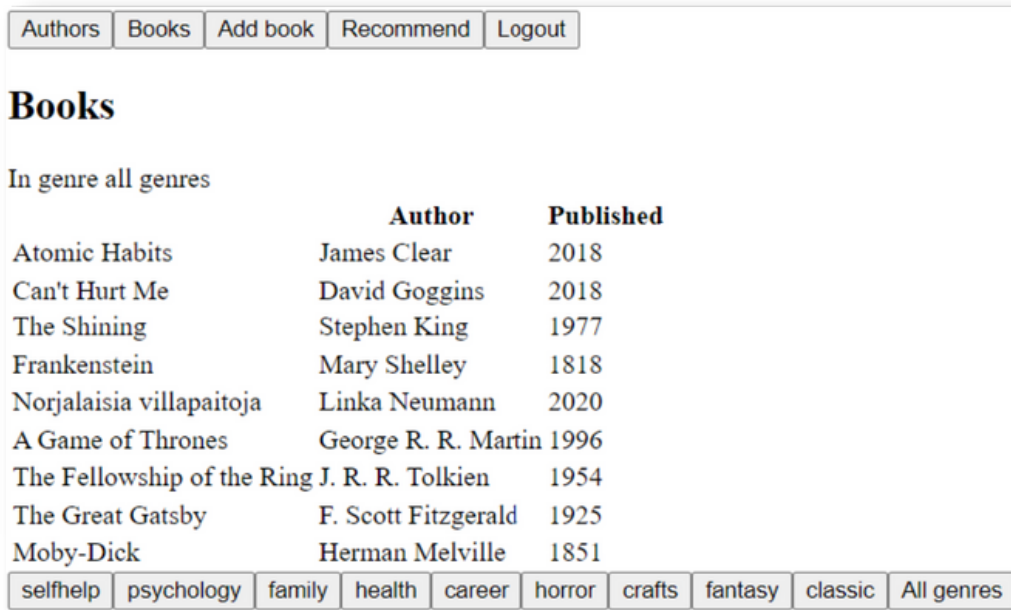 Authors Books Add book Recommend Logout
Books
In genre all genres
Author Published
Atomic Habits James Clear 2018
Can't Hurt Me David Goggins 2018
The Shining Stephen King 1977
Frankenstein Mary Shelley 1818
Norjalaisia villapaitoja Linka Neumann 2020
A Game of Thrones George R. R. Martin 1996
The Fellowship of the Ring J. R. R. Tolkien 1954
The Great Gatsby F. Scott Fitzgerald 1925
Moby-Dick Herman Melville 1851
selfhelp psychology family health career horror crafts fantasy classic All genres